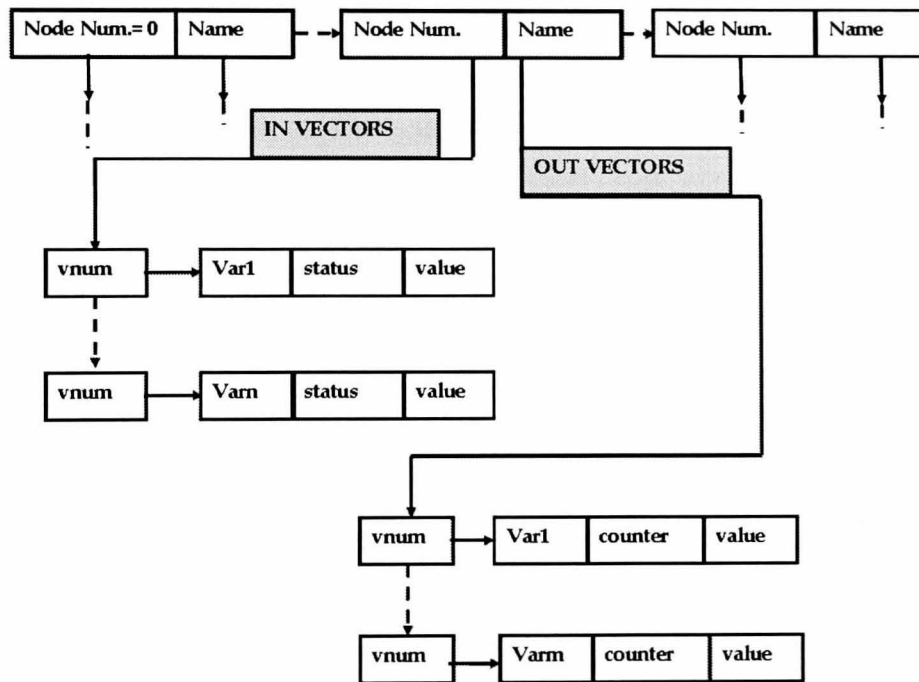 Node Num.= 0 Name Node Num. Name Node Num. Name
IN VECTORS
OUT VECTORS
vnum Var1 status value
vnum Varn status value
vnum Var1 counter value
vnum Varm counter value